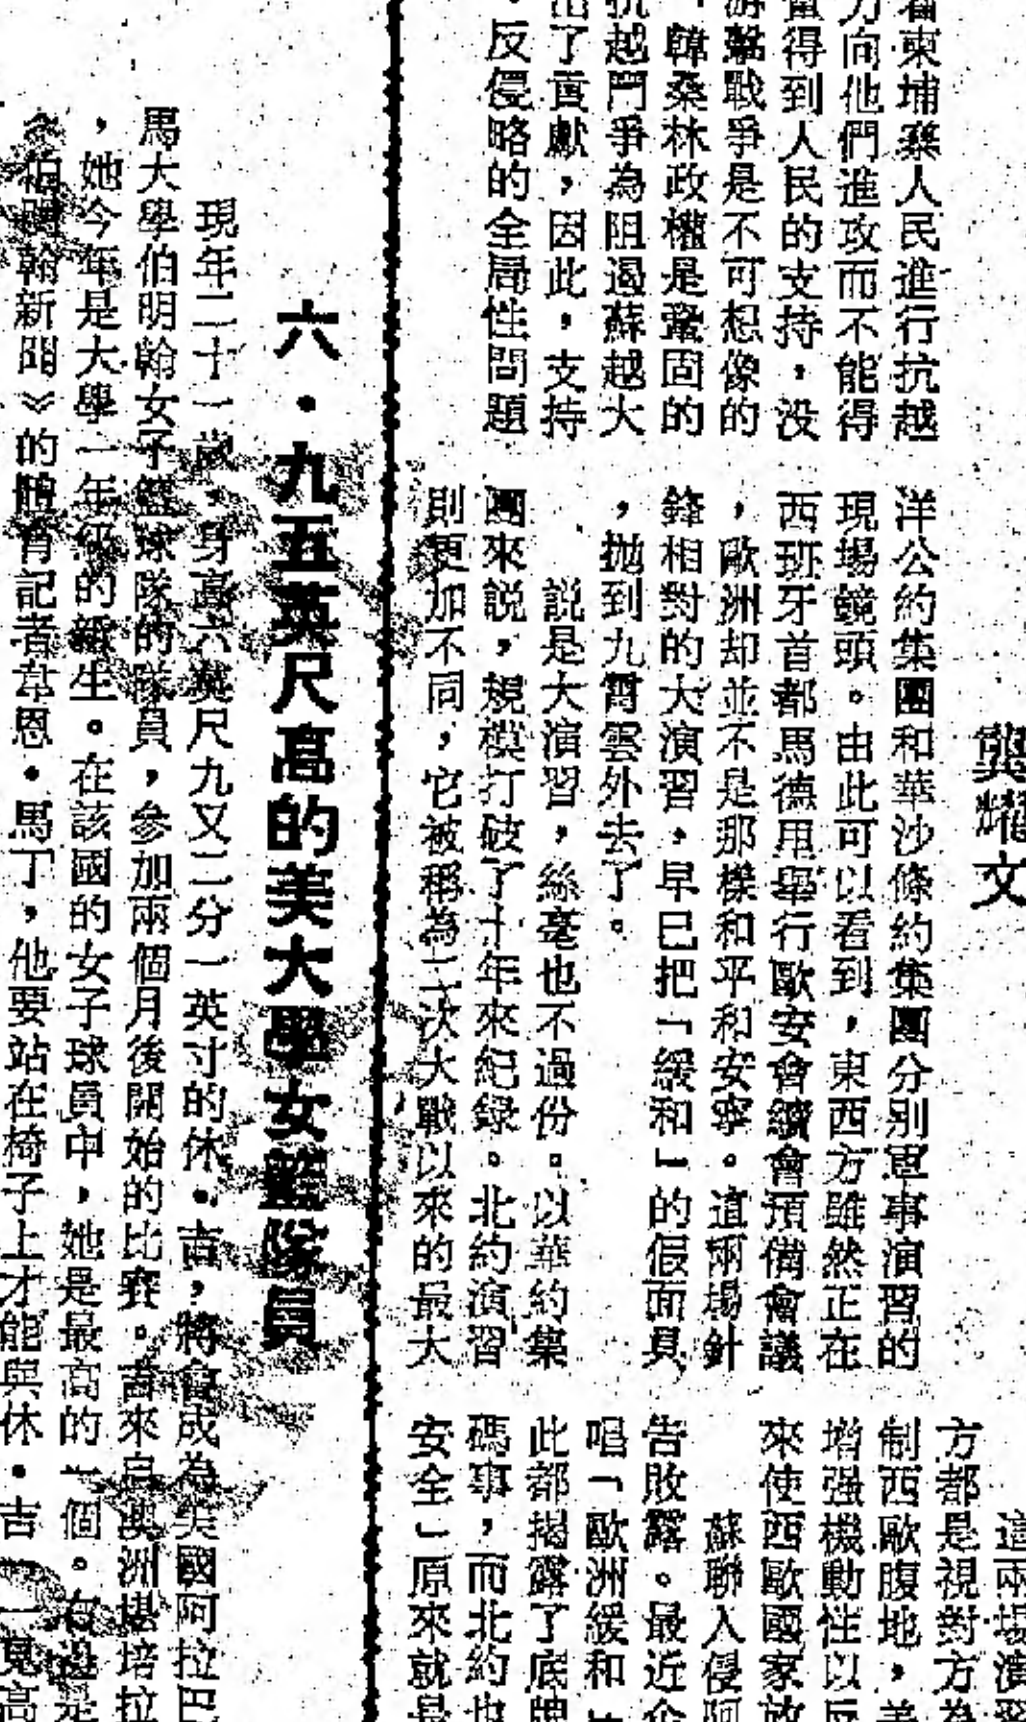 柬埔寨人民進行抗越
力向他們進攻而不能得
得到人民的支持，没
游擊戰爭是不可想像的
，韓桑林政權是鞏固的
抗越鬥爭為阻遏蘇越大
出了貢獻，因此，支持
。反侵略的全局性問題
龔耀文
洋公約集團和華沙條約集團分别軍事演習的
現場鏡頭。由此可以看到，東西方雖然正在
西班牙首都馬德里舉行歐安會續會預備會議
，歐洲却並不是那樣和平和安寧。這兩場針
鋒相對的大演習，早已把「緩和」的假面具
，拋到九霄雲外去了。
說是大演習，絲毫也不過份。以華約集
團來說，規模打破了十年來紀録。北約演習
則更加不同，它被稱為二次大戰以來的最大
這兩場演習
方都是視對方為
制西歐腹地，美
增强機動性以反
來使西歐國家放
蘇聯入侵阿
告敗露。最近企
唱「歐洲緩和」
此都揭露了底牌
碼事，而北約也
安全」原來就是
六·九五英尺高的美大學女籃隊員
現年二十一歲，身高六英尺九又二分一英寸的休·吉，將會成為美國阿拉巴
馬大學伯明翰女子籃球隊的隊員，參加兩個月後開始的比賽。吉來自澳洲堪培拉
，她今年是大學一年級的新生。在該國的女子球員中，她是最高的一個。右邊是
伯明翰新聞》的體育記者韋恩·馬丁，他要站在椅子上才能與休·吉一見高